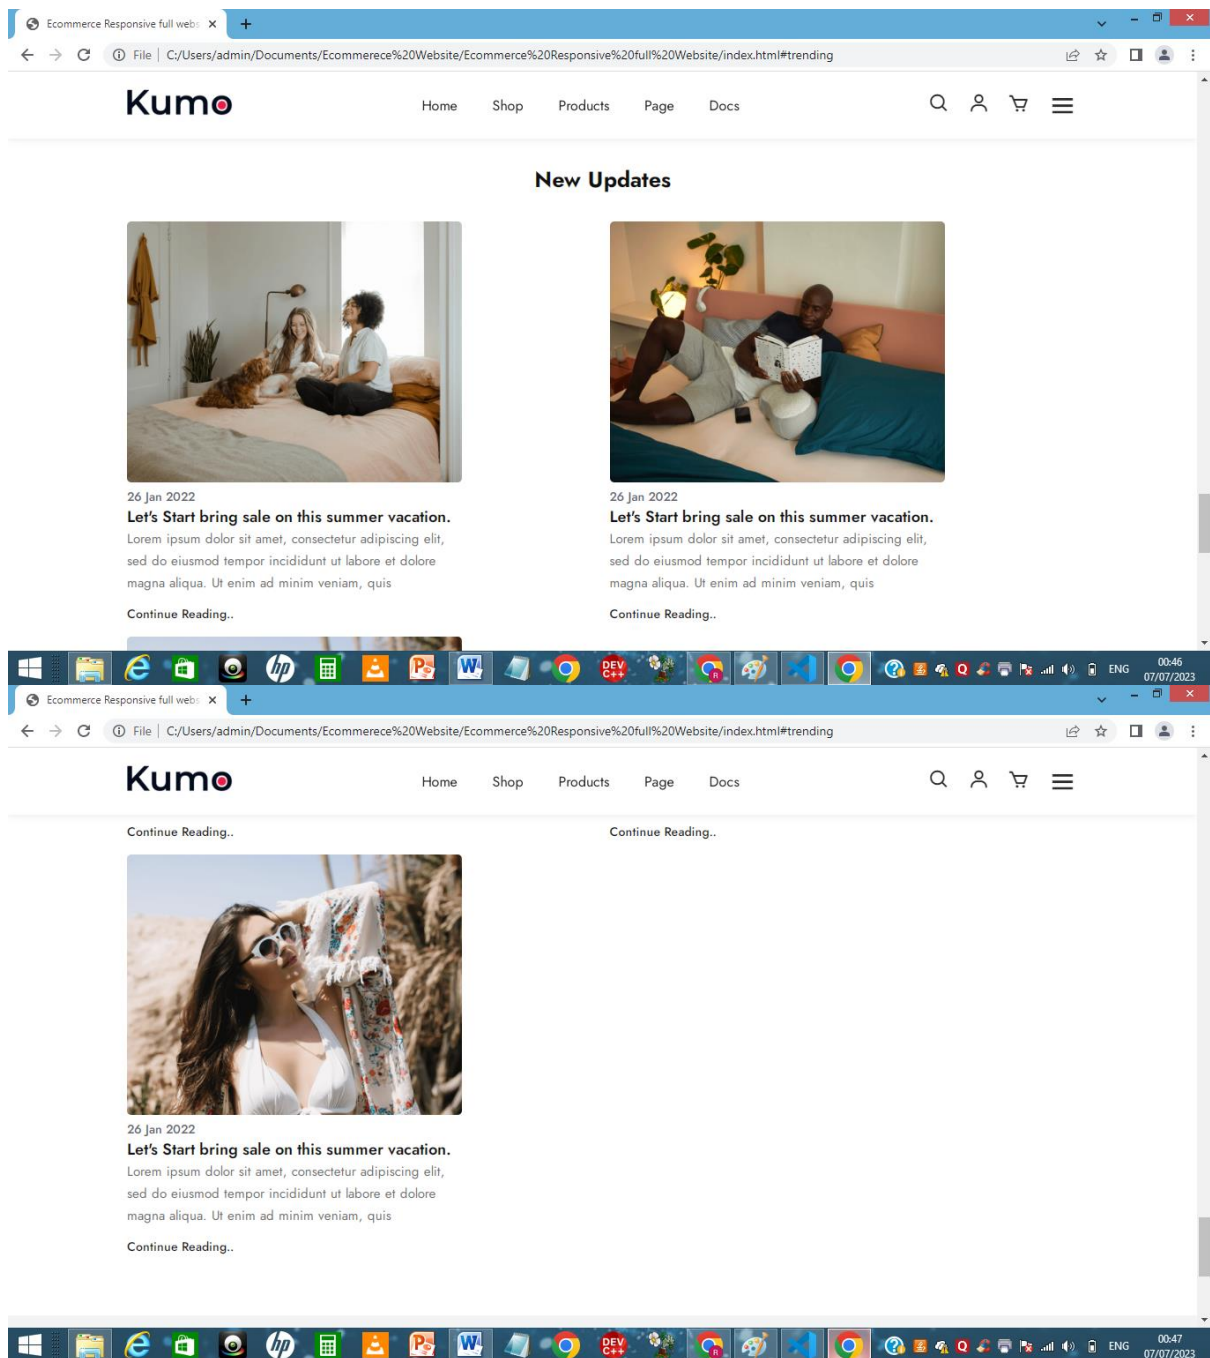 Ecommerce Responsive full webs
File | C:/Users/admin/Documents/Ecommerece%20Website/Ecommerce%20Responsive%20full%20Website/index.html#trending
Kumo Home Shop Products Page Docs
New Updates
26 Jan 2022
Let's Start bring sale on this summer vacation.
Lorem ipsum dolor sit amet, consectetur adipiscing elit,
sed do eiusmod tempor incididunt ut labore et dolore
magna aliqua. Ut enim ad minim veniam, quis
Continue Reading..
26 Jan 2022
Let's Start bring sale on this summer vacation.
Lorem ipsum dolor sit amet, consectetur adipiscing elit,
sed do eiusmod tempor incididunt ut labore et dolore
magna aliqua. Ut enim ad minim veniam, quis
Continue Reading..
hp DEV C++ R Q ENG 00:46
07/07/2023
Ecommerce Responsive full webs
File | C:/Users/admin/Documents/Ecommerece%20Website/Ecommerce%20Responsive%20full%20Website/index.html#trending
Kumo Home Shop Products Page Docs
Continue Reading.. Continue Reading..
26 Jan 2022
Let's Start bring sale on this summer vacation.
Lorem ipsum dolor sit amet, consectetur adipiscing elit,
sed do eiusmod tempor incididunt ut labore et dolore
magna aliqua. Ut enim ad minim veniam, quis
Continue Reading..
hp DEV C++ R Q ENG 00:47
07/07/2023